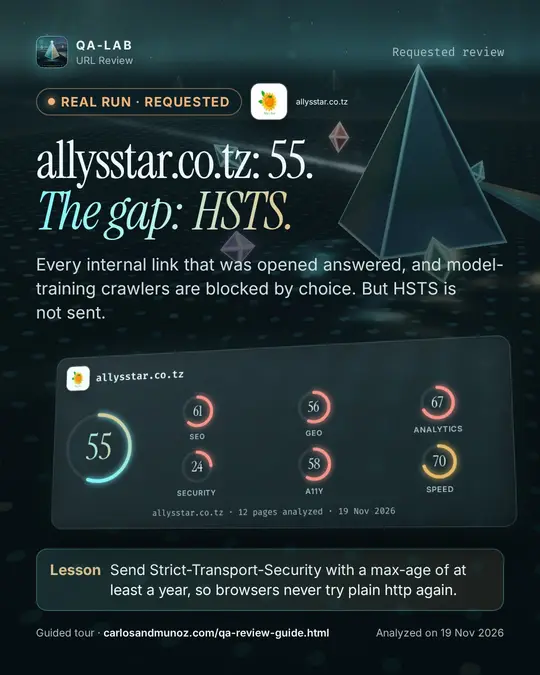 QA-LAB
URL Review
Requested review
REAL RUN · REQUESTED
allysstar.co.tz
allysstar.co.tz: 55.
The gap: HSTS.
Every internal link that was opened answered, and model-
training crawlers are blocked by choice. But HSTS is
not sent.
allysstar.co.tz
55
61
SEO
56
GEO
67
ANALYTICS
24
SECURITY
58
A11Y
70
SPEED
allysstar.co.tz · 12 pages analyzed · 19 Nov 2026
Lesson Send Strict-Transport-Security with a max-age of at
least a year, so browsers never try plain http again.
Guided tour · carlosandmunoz.com/qa-review-guide.html
Analyzed on 19 Nov 2026